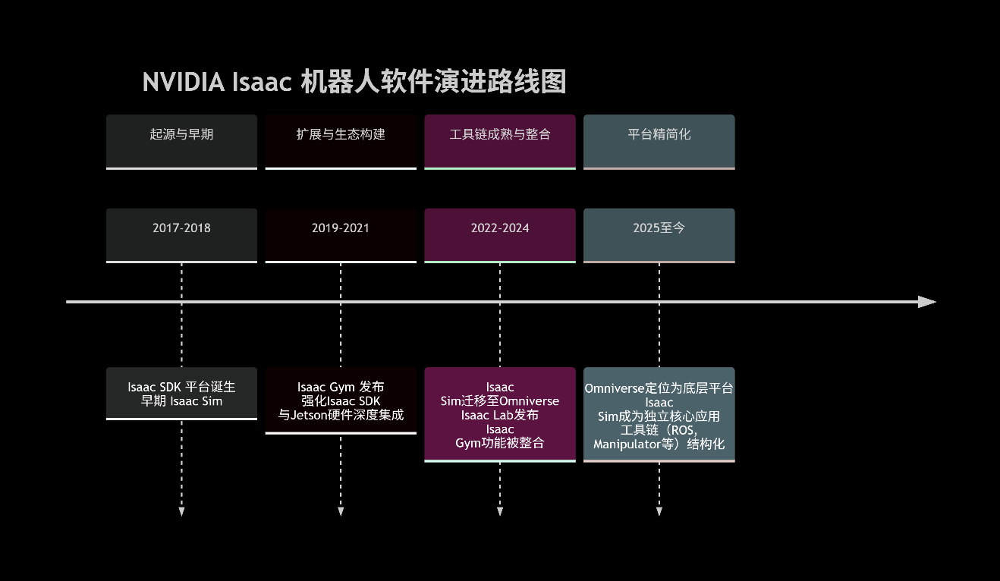 NVIDIA Isaac 机器人软件演进路线图
起源与早期
扩展与生态构建
工具链成熟与整合
平台精简化
2017-2018
2019-2021
2022-2024
2025至今
Isaac SDK 平台诞生
早期 Isaac Sim
Isaac Gym 发布
强化Isaac SDK
与Jetson硬件深度集成
Isaac
Sim迁移至Omniverse
Isaac Lab发布
Isaac
Gym功能被整合
Omniverse定位为底层平台
Isaac
Sim成为独立核心应用
工具链（ROS,
Manipulator等）结构化